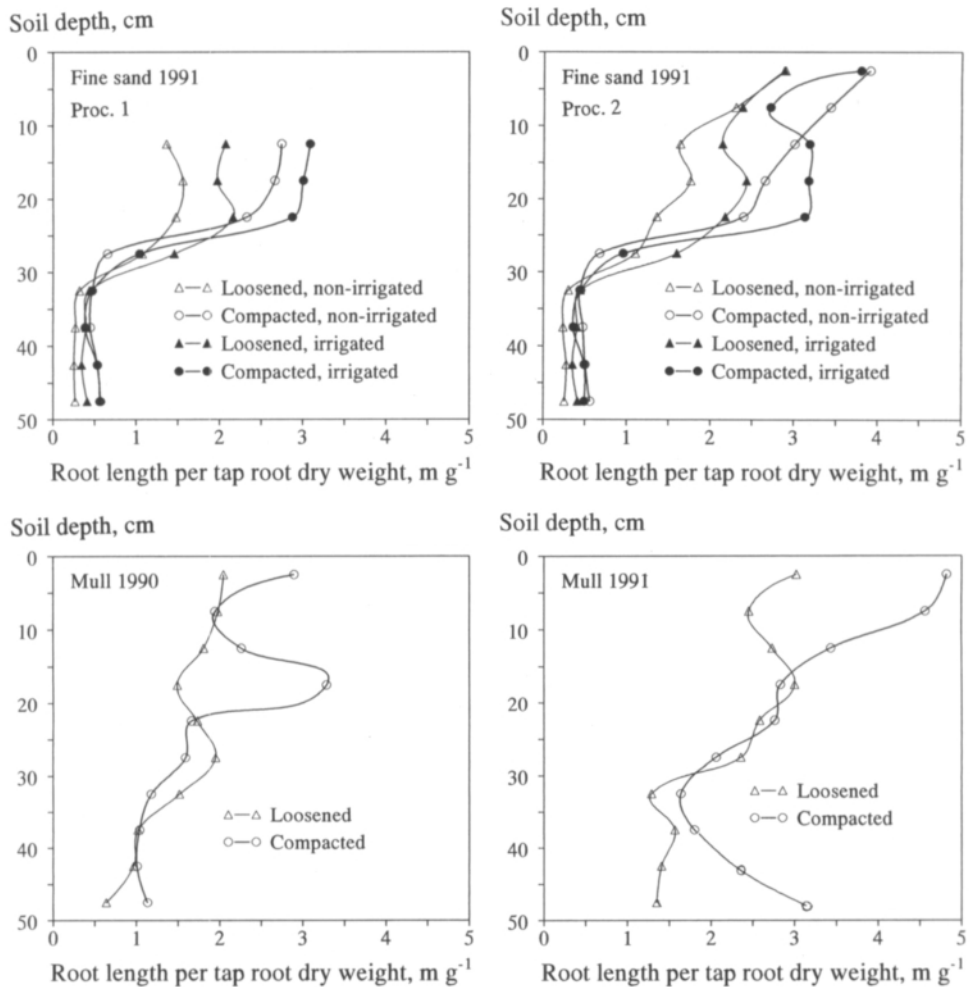 Soil depth, cm
0
10
20
30
40
50
Fine sand 1991
Proc. 1
Loosened, non-irrigated
Compacted, non-irrigated
Loosened, irrigated
Compacted, irrigated
0 1 2 3 4 5
Root length per tap root dry weight, m g⁻¹
Soil depth, cm
0
10
20
30
40
50
Fine sand 1991
Proc. 2
Loosened, non-irrigated
Compacted, non-irrigated
Loosened, irrigated
Compacted, irrigated
0 1 2 3 4 5
Root length per tap root dry weight, m g⁻¹
Soil depth, cm
0
10
20
30
40
50
Mull 1990
Loosened
Compacted
0 1 2 3 4 5
Root length per tap root dry weight, m g⁻¹
Soil depth, cm
0
10
20
30
40
50
Mull 1991
Loosened
Compacted
0 1 2 3 4 5
Root length per tap root dry weight, m g⁻¹